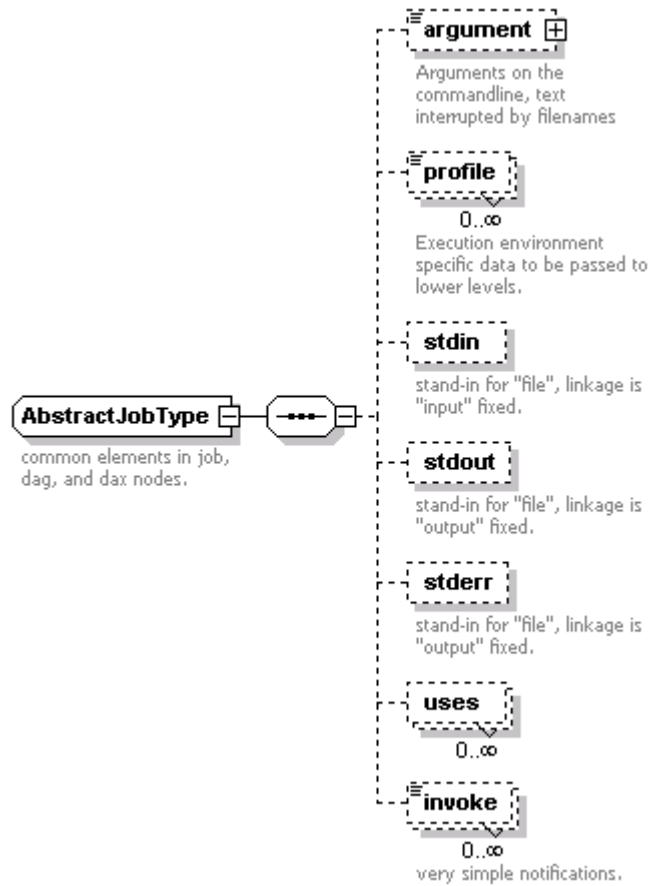 argument
Arguments on the
commandline, text
interrupted by filenames
profile
0..∞
Execution environment
specific data to be passed to
lower levels.
stdin
stand-in for "file", linkage is
"input" fixed.
AbstractJobType
common elements in job,
dag, and dax nodes.
stdout
stand-in for "file", linkage is
"output" fixed.
stderr
stand-in for "file", linkage is
"output" fixed.
uses
0..∞
invoke
0..∞
very simple notifications.